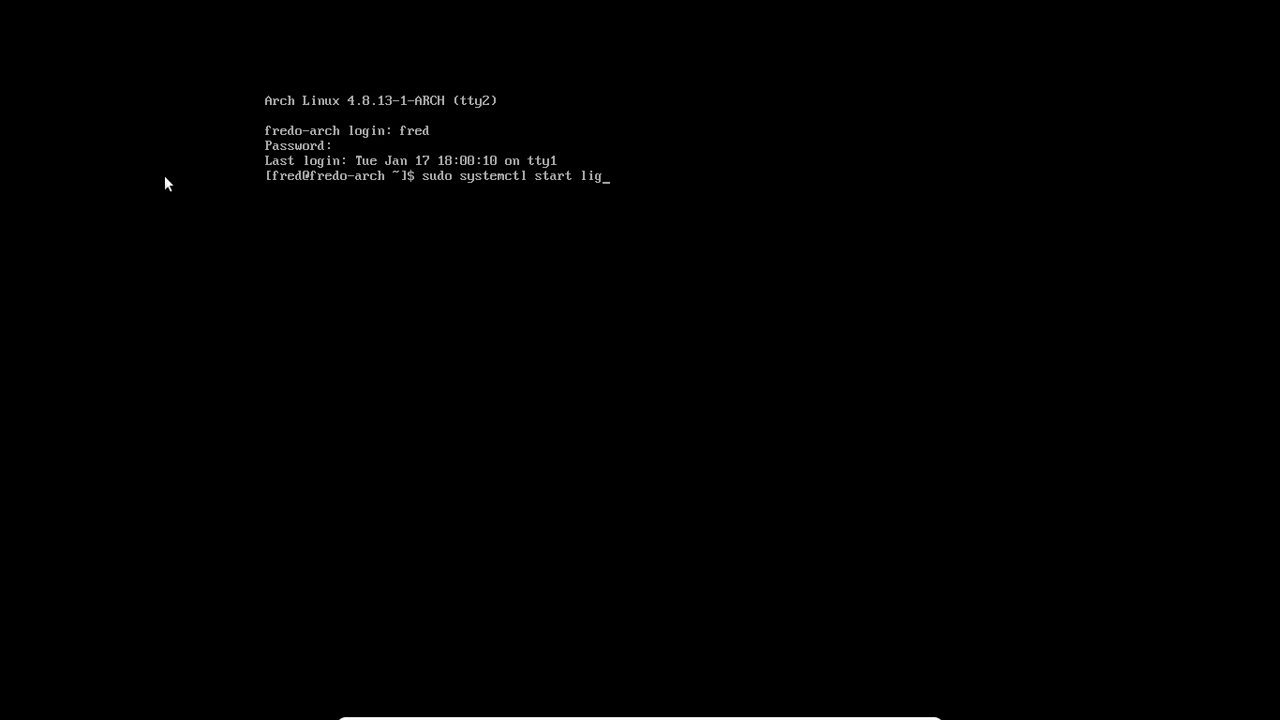 Arch Linux 4.8.13-1-ARCH (tty2)
fredo-arch login: fred
Password:
Last login: Tue Jan 17 18:00:10 on tty1
[fred@fredo-arch ~]$ sudo systemctl start lig_